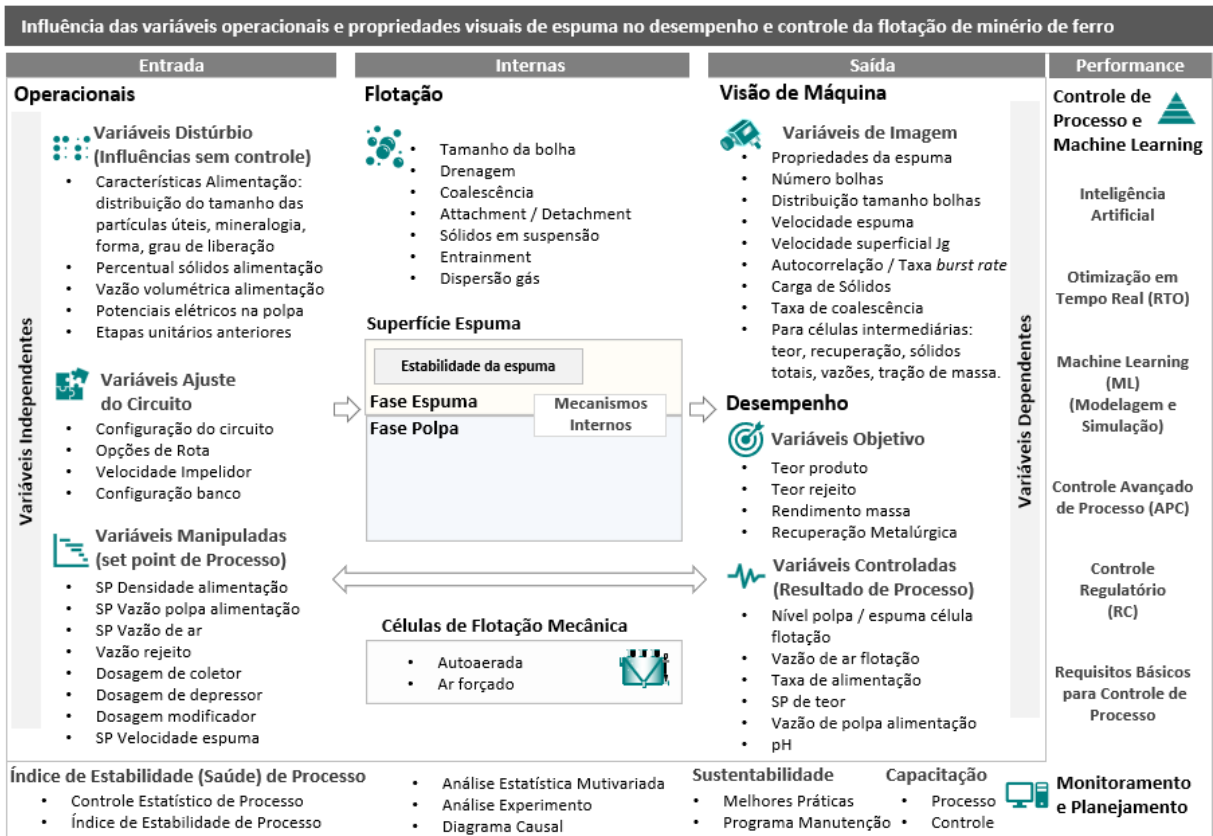 Influência das variáveis operacionais e propriedades visuais de espuma no desempenho e controle da flotação de minério de ferro
Entrada
Operacionais
Variáveis Independentes
Variáveis Distúrbio
(Influências sem controle)
• Características Alimentação:
distribuição do tamanho das
partículas úteis, mineralogia,
forma, grau de liberação
• Percentual sólidos alimentação
• Vazão volumétrica alimentação
• Potenciais elétricos na polpa
• Etapas unitários anteriores
Variáveis Ajuste
do Circuito
• Configuração do circuito
• Opções de Rota
• Velocidade Impelidor
• Configuração banco
Variáveis Manipuladas
(set point de Processo)
• SP Densidade alimentação
• SP Vazão polpa alimentação
• SP Vazão de ar
• Vazão rejeito
• Dosagem de coletor
• Dosagem de depressor
• Dosagem modificador
• SP Velocidade espuma
Internas
Flotação
• Tamanho da bolha
• Drenagem
• Coalescência
• Attachment / Detachment
• Sólidos em suspensão
• Entrainment
• Dispersão gás
Superfície Espuma
Estabilidade da espuma
Fase Espuma
Mecanismos
Internos
Fase Polpa
Células de Flotação Mecânica
• Autoaerada
• Ar forçado
Saída
Visão de Máquina
Variáveis Dependentes
Variáveis de Imagem
• Propriedades da espuma
• Número bolhas
• Distribuição tamanho bolhas
• Velocidade espuma
• Velocidade superficial Jg
• Autocorrelação / Taxa burst rate
• Carga de Sólidos
• Taxa de coalescência
• Para células intermediárias:
teor, recuperação, sólidos
totais, vazões, tração de massa.
Desempenho
Variáveis Objetivo
• Teor produto
• Teor rejeito
• Rendimento massa
• Recuperação Metalúrgica
Variáveis Controladas
(Resultado de Processo)
• Nível polpa / espuma célula
flotação
• Vazão de ar flotação
• Taxa de alimentação
• SP de teor
• Vazão de polpa alimentação
• pH
Performance
Controle de
Processo e
Machine Learning
Inteligência
Artificial
Otimização em
Tempo Real (RTO)
Machine Learning
(ML)
(Modelagem e
Simulação)
Controle Avançado
de Processo (APC)
Controle
Regulatório
(RC)
Requisitos Básicos
para Controle de
Processo
Índice de Estabilidade (Saúde) de Processo
• Controle Estatístico de Processo
• Índice de Estabilidade de Processo
• Análise Estatística Mutivariada
• Análise Experimento
• Diagrama Causal
Sustentabilidade
• Melhores Práticas
• Programa Manutenção
Capacitação
• Processo
• Controle
Monitoramento
e Planejamento